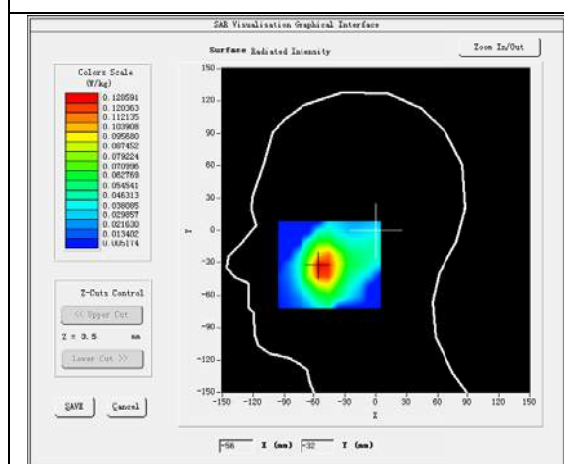 SAR Visualisation Graphical Interface
Surface Radiated Intensity
Zoom In/Out
Colors Scale
(W/kg)
0.128591
0.120363
0.112135
0.103908
0.095680
0.087452
0.079224
0.070996
0.062769
0.054541
0.046313
0.038085
0.029857
0.021630
0.013402
0.005174
Z-Cuts Control
<< Upper Cut
Z = 3.5 mm
Lower Cut >>
SAVE
Cancel
150
120
90
60
30
0
-30
-60
-90
-120
-150
Y
-150 -120 -90 -60 -30 0 30 60 90 120 150
X
-56 X (mm) -32 Y (mm)